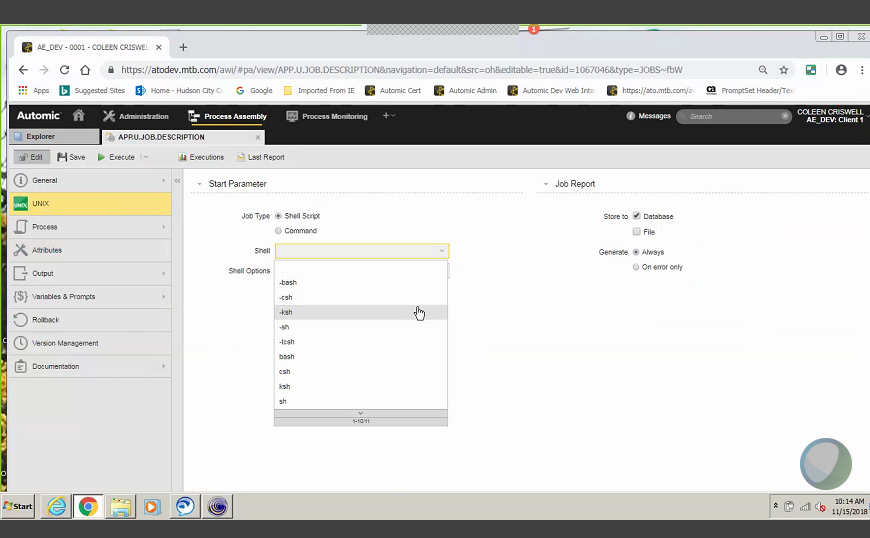 1
AE_DEV - 0001 - COLEEN CRISWELL
https://atodev.mtb.com/awi/#pa/view/APP.U.JOB.DESCRIPTION&navigation=default&src=oh&editable=true&id=1067046&type=JOBS~fbW
Apps Suggested Sites Home - Hudson City C Google Imported From IE Automic Cert Automic Admin Automic Dev Web Inter https://ato.mtb.com/aw PromptSet Header/Tex
Automic Administration Process Assembly Process Monitoring Messages Search COLEEN CRISWELL
AE_DEV: Client 1
Explorer APP.U.JOB.DESCRIPTION
Edit Save Execute Executions Last Report
General
UNIX
Process
Attributes
Output
Variables & Prompts
Rollback
Version Management
Documentation
Start Parameter
Job Type Shell Script
Command
Shell
Shell Options
-bash
-csh
-ksh
-sh
-tcsh
bash
csh
ksh
sh
1-10/11
Job Report
Store to Database
File
Generate Always
On error only
Start
10:14 AM
11/15/2018